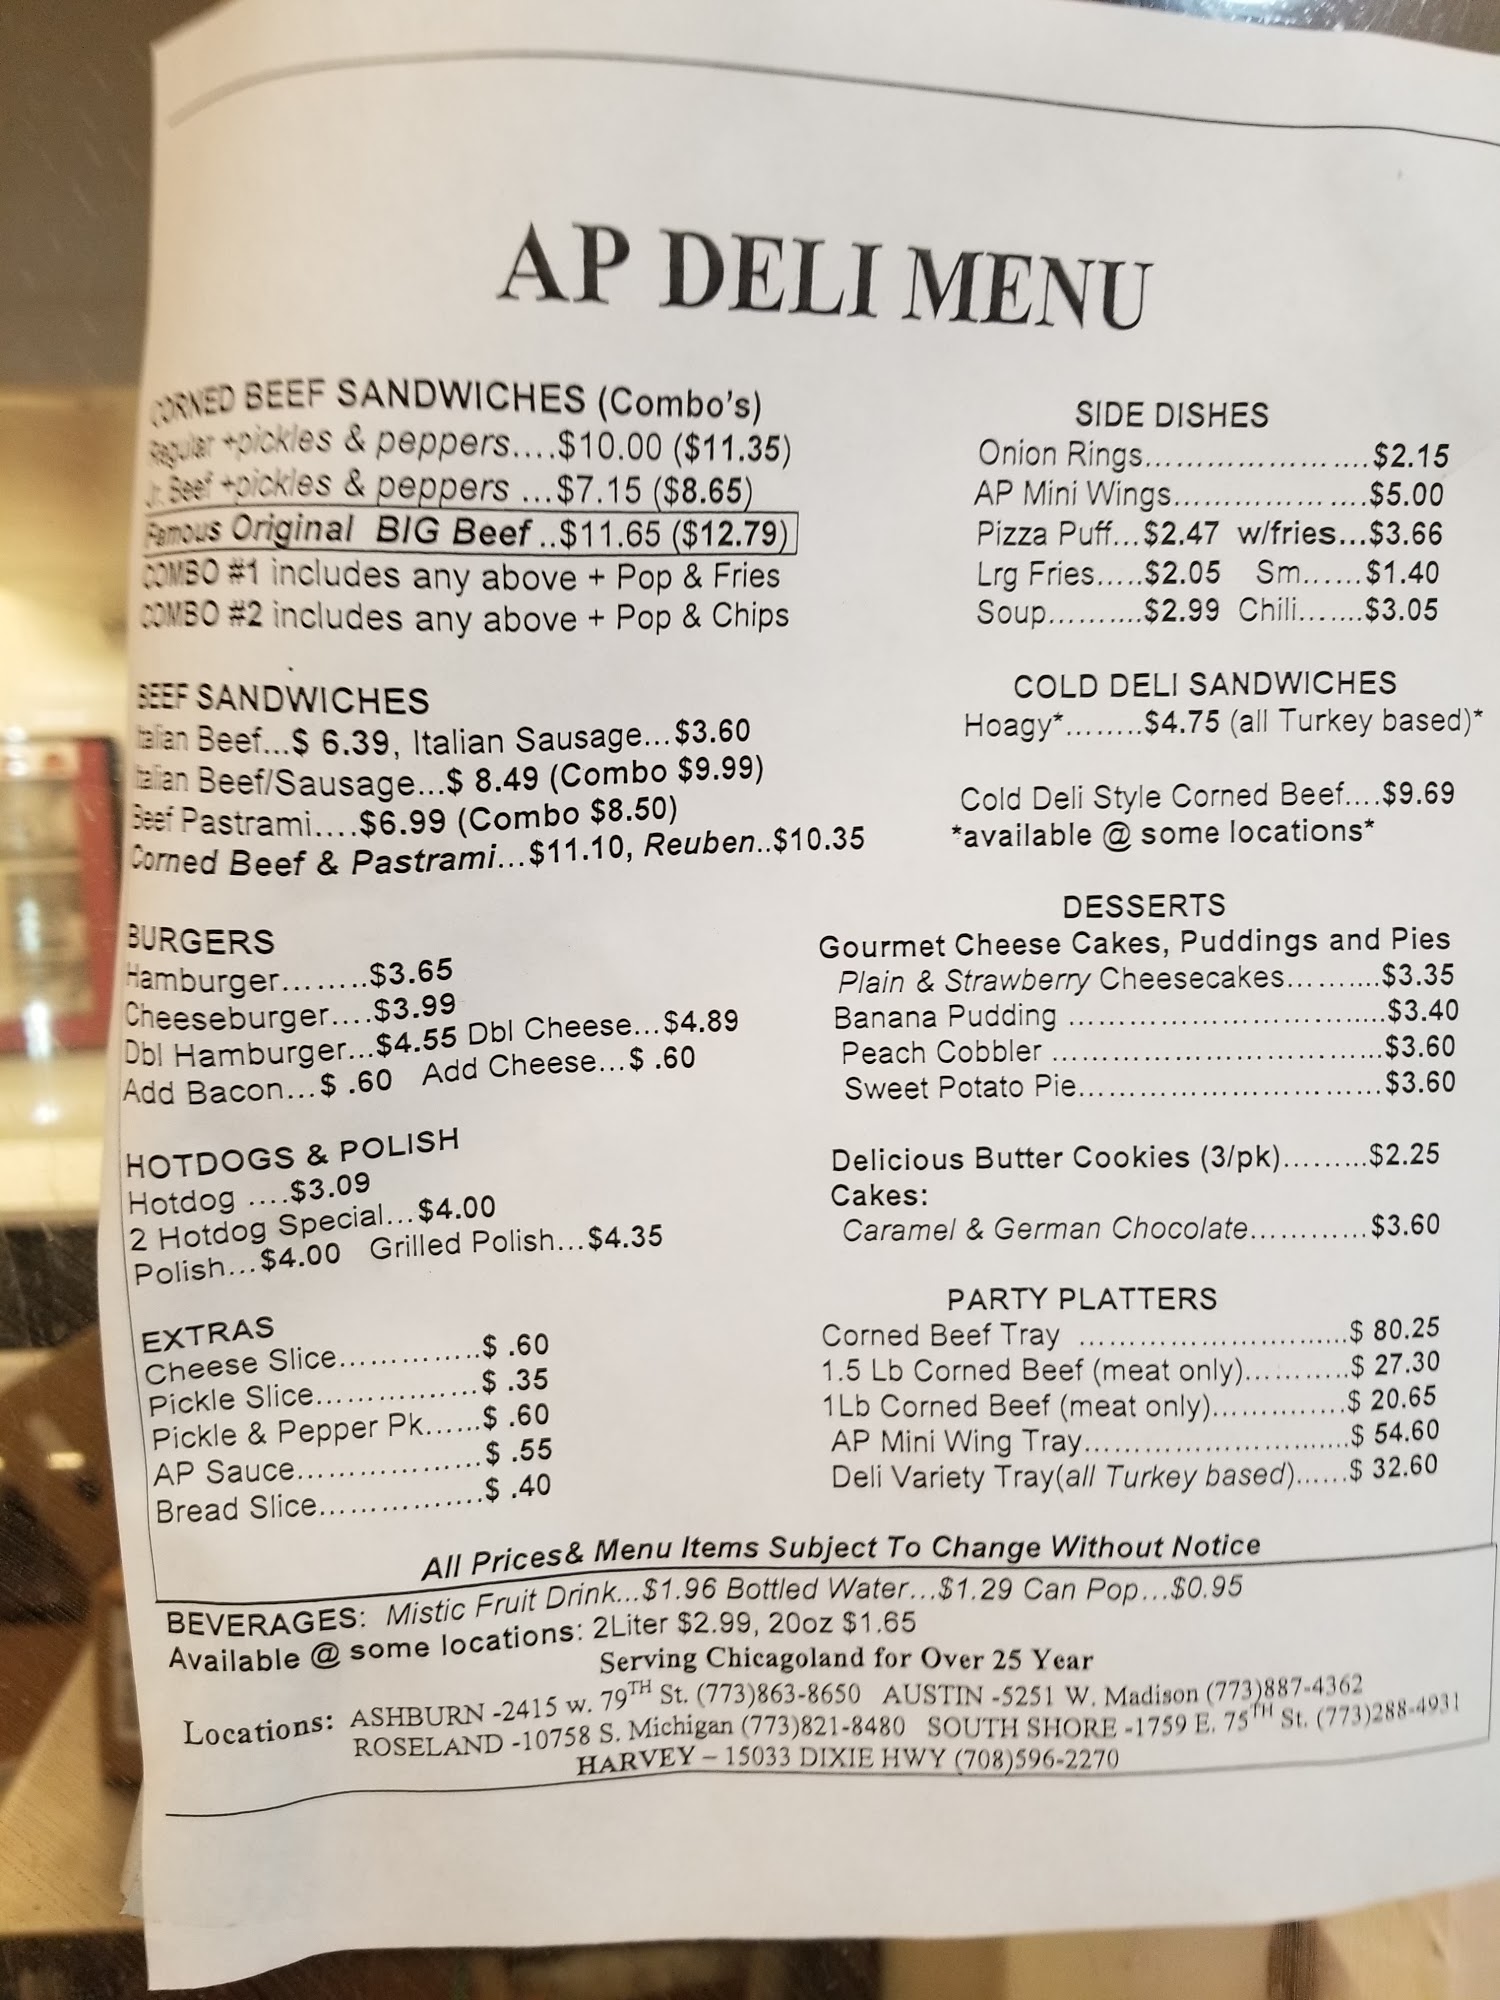 AP DELI MENU
CORNED BEEF SANDWICHES (Combo's)
Regular +pickles & peppers....$10.00 ($11.35)
Jr. Beef +pickles & peppers ...$7.15 ($8.65)
Famous Original BIG Beef ..$11.65 ($12.79)
COMBO #1 includes any above + Pop & Fries
COMBO #2 includes any above + Pop & Chips
BEEF SANDWICHES
Italian Beef...$ 6.39, Italian Sausage...$3.60
Italian Beef/Sausage...$ 8.49 (Combo $9.99)
Beef Pastrami....$6.99 (Combo $8.50)
Corned Beef & Pastrami...$11.10, Reuben..$10.35
BURGERS
Hamburger........$3.65
Cheeseburger....$3.99
Dbl Hamburger...$4.55 Dbl Cheese...$4.89
Add Bacon...$ .60 Add Cheese...$ .60
HOTDOGS & POLISH
Hotdog ....$3.09
2 Hotdog Special...$4.00
Polish...$4.00 Grilled Polish...$4.35
EXTRAS
Cheese Slice..............$ .60
Pickle Slice................$ .35
Pickle & Pepper Pk......$ .60
AP Sauce..................$ .55
Bread Slice................$ .40
SIDE DISHES
Onion Rings.......................$2.15
AP Mini Wings...................$5.00
Pizza Puff...$2.47 w/fries...$3.66
Lrg Fries.....$2.05 Sm......$1.40
Soup..........$2.99 Chili.......$3.05
COLD DELI SANDWICHES
Hoagy*........$4.75 (all Turkey based)*
Cold Deli Style Corned Beef....$9.69
*available @ some locations*
DESSERTS
Gourmet Cheese Cakes, Puddings and Pies
Plain & Strawberry Cheesecakes..........$3.35
Banana Pudding .................................$3.40
Peach Cobbler ..................................$3.60
Sweet Potato Pie...............................$3.60
Delicious Butter Cookies (3/pk).........$2.25
Cakes:
Caramel & German Chocolate............$3.60
PARTY PLATTERS
Corned Beef Tray ............................$ 80.25
1.5 Lb Corned Beef (meat only)...........$ 27.30
1Lb Corned Beef (meat only)..............$ 20.65
AP Mini Wing Tray...........................$ 54.60
Deli Variety Tray(all Turkey based)......$ 32.60
All Prices& Menu Items Subject To Change Without Notice
BEVERAGES: Mistic Fruit Drink...$1.96 Bottled Water...$1.29 Can Pop...$0.95
Available @ some locations: 2Liter $2.99, 20oz $1.65
Serving Chicagoland for Over 25 Year
Locations: ASHBURN -2415 w. 79TH St. (773)863-8650 AUSTIN -5251 W. Madison (773)887-4362
ROSELAND -10758 S. Michigan (773)821-8480 SOUTH SHORE -1759 E. 75TH St. (773)288-4931
HARVEY – 15033 DIXIE HWY (708)596-2270